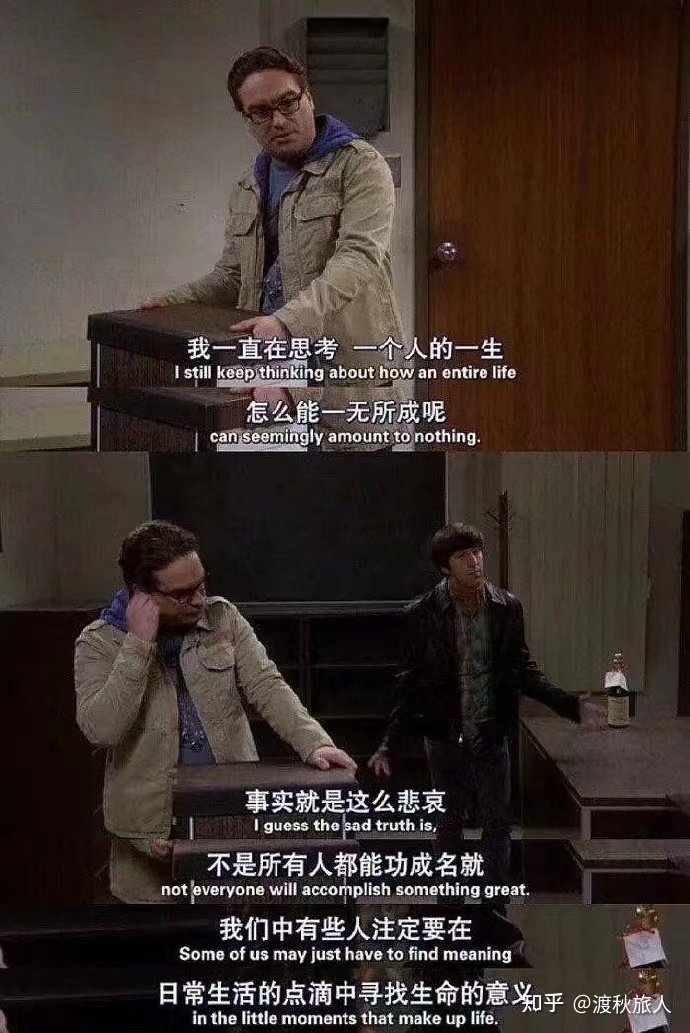 我一直在思考 一个人的一生
I still keep thinking about how an entire life
怎么能一无所成呢
can seemingly amount to nothing.
事实就是这么悲哀
I guess the sad truth is,
不是所有人都能功成名就
not everyone will accomplish something great.
我们中有些人注定要在
Some of us may just have to find meaning
日常生活的点滴中寻找生命的意义
in the little moments that make up life.
知乎 @渡秋旅人